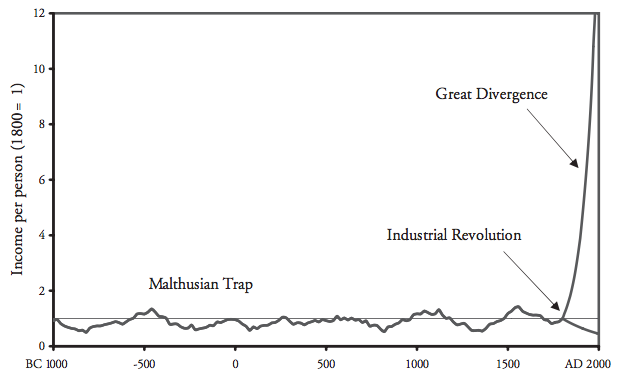 12
10
8
6
4
2
0
Income per person (1800 = 1)
Great Divergence
Industrial Revolution
Malthusian Trap
BC 1000 -500 0 500 1000 1500 AD 2000